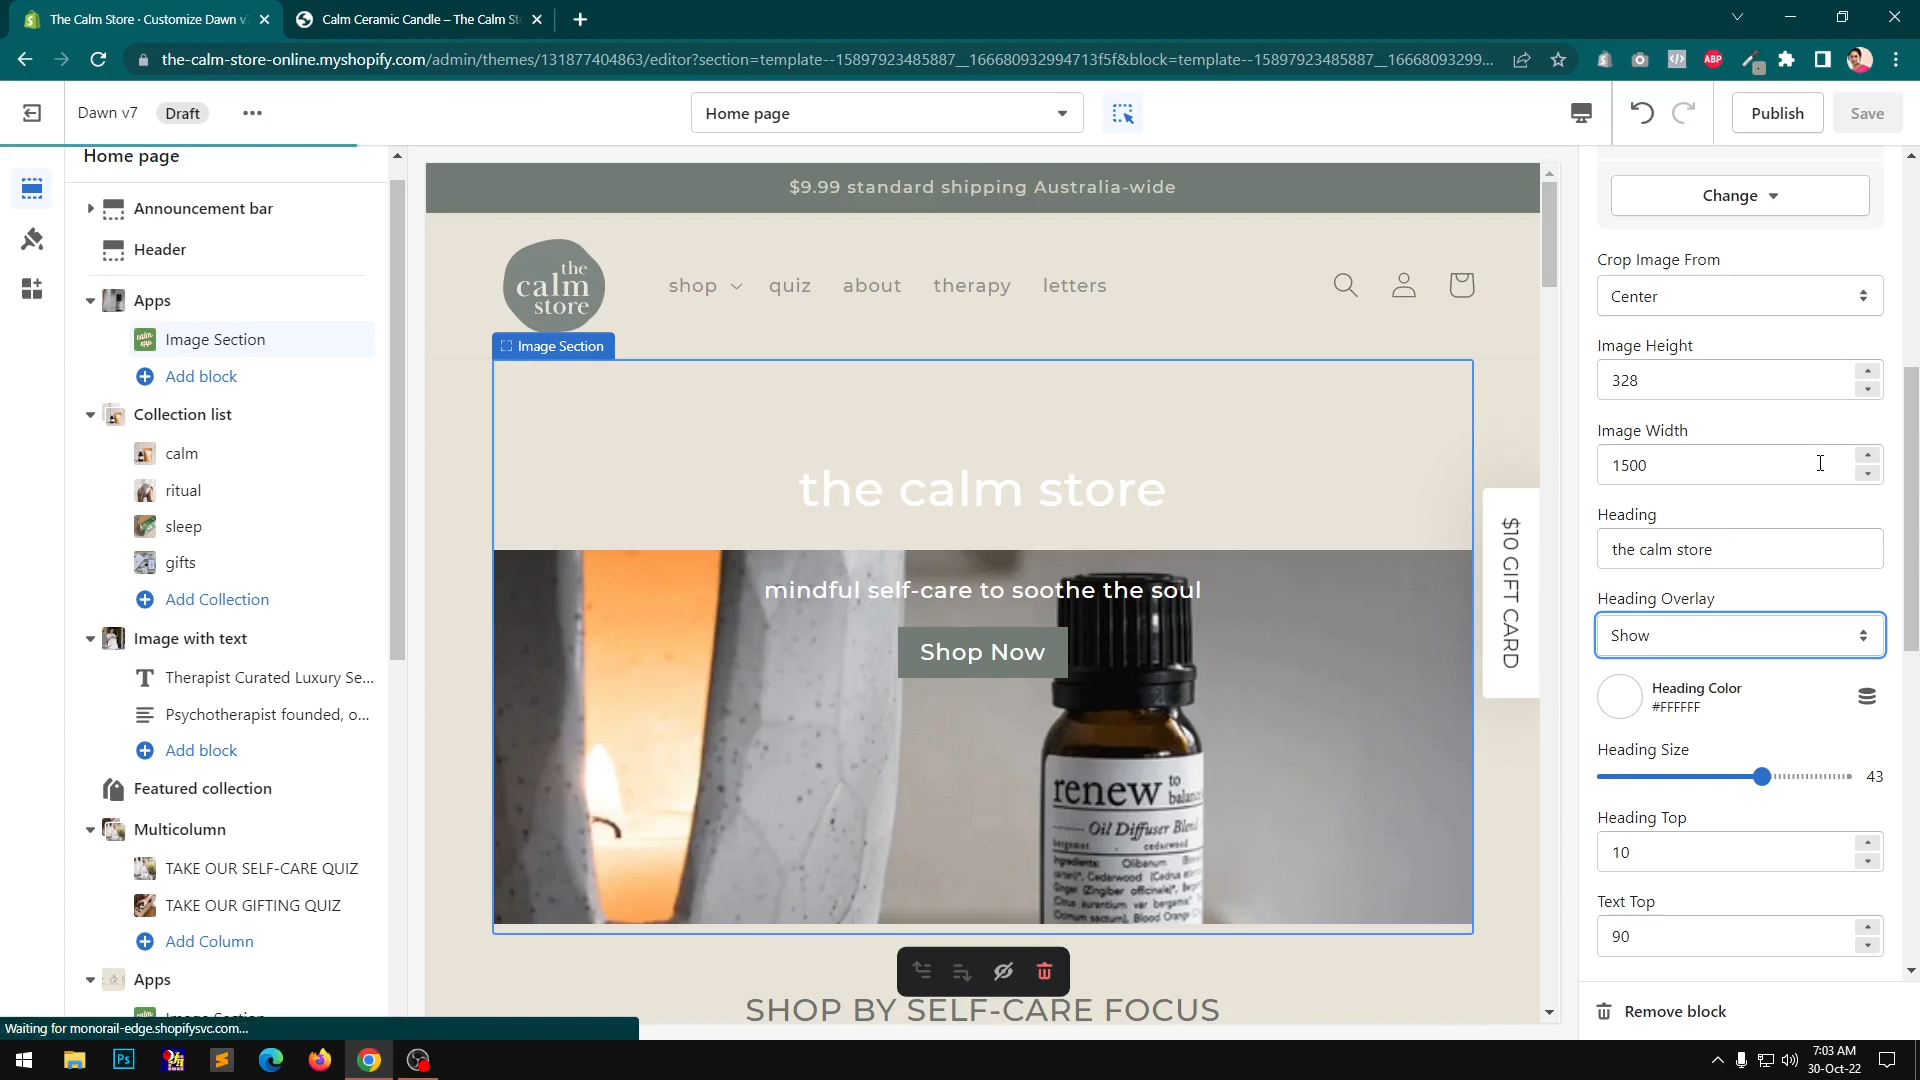 The Calm Store · Customize Dawn v
Calm Ceramic Candle – The Calm St
the-calm-store-online.myshopify.com/admin/themes/131877404863/editor?section=template--15897923485887__166680932994713f5f&block=template--15897923485887__16668093299...
ABP
Dawn v7
Draft
Home page
Publish
Save
Home page
Announcement bar
Header
Apps
Image Section
Add block
Collection list
calm
ritual
sleep
gifts
Add Collection
Image with text
Therapist Curated Luxury Se...
Psychotherapist founded, o...
Add block
Featured collection
Multicolumn
TAKE OUR SELF-CARE QUIZ
TAKE OUR GIFTING QUIZ
Add Column
Apps
Image Section
Waiting for monorail-edge.shopifysvc.com...
$9.99 standard shipping Australia-wide
the
calm
store
shop
quiz
about
therapy
letters
Image Section
the calm store
mindful self-care to soothe the soul
Shop Now
renew to
balance
Oil Diffuser Blend
bergamot . cedarwood
$10 GIFT CARD
SHOP BY SELF-CARE FOCUS
Change
Crop Image From
Center
Image Height
328
Image Width
1500
Heading
the calm store
Heading Overlay
Show
Heading Color
#FFFFFF
Heading Size
43
Heading Top
10
Text Top
90
Remove block
Ps
7:03 AM
30-Oct-22